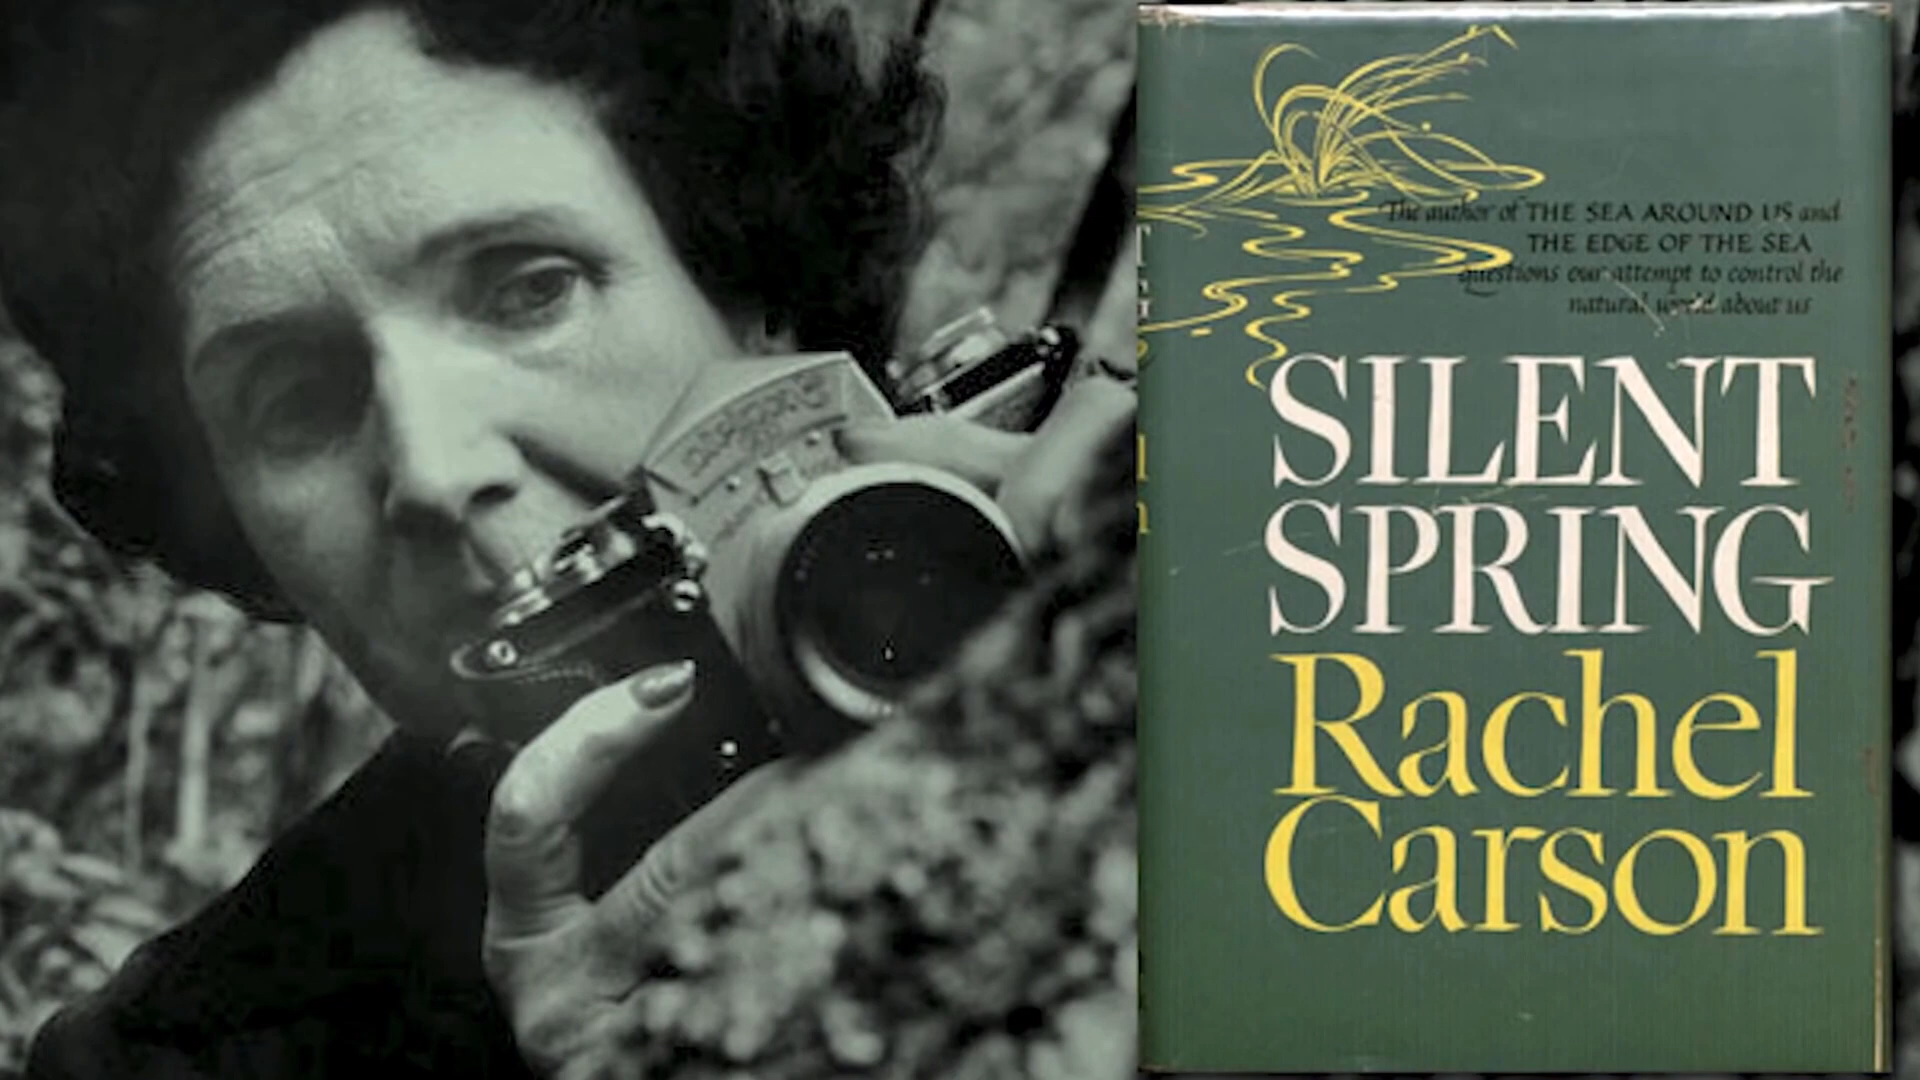 The author of THE SEA AROUND US and
THE EDGE OF THE SEA
questions our attempt to control the
natural world about us
SILENT
SPRING
Rachel
Carson